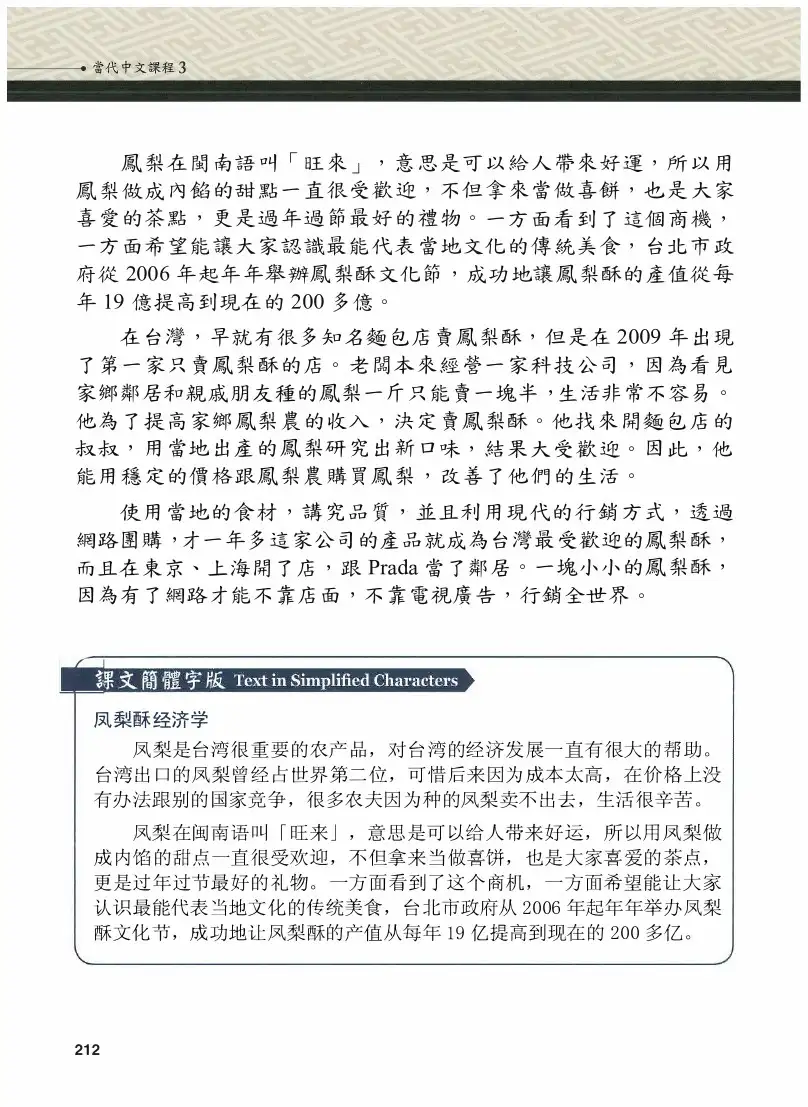 當代中文課程 3
鳳梨在閩南語叫「旺來」，意思是可以給人帶來好運，所以用
鳳梨做成內餡的甜點一直很受歡迎，不但拿來當做喜餅，也是大家
喜愛的茶點，更是過年過節最好的禮物。一方面看到了這個商機，
一方面希望能讓大家認識最能代表當地文化的傳統美食，台北市政
府從 2006 年起年年舉辦鳳梨酥文化節，成功地讓鳳梨酥的產值從每
年 19 億提高到現在的 200 多億。
在台灣，早就有很多知名麵包店賣鳳梨酥，但是在 2009 年出現
了第一家只賣鳳梨酥的店。老闆本來經營一家科技公司，因為看見
家鄉鄰居和親戚朋友種的鳳梨一斤只能賣一塊半，生活非常不容易。
他為了提高家鄉鳳梨農的收入，決定賣鳳梨酥。他找來開麵包店的
叔叔，用當地出產的鳳梨研究出新口味，結果大受歡迎。因此，他
能用穩定的價格跟鳳梨農購買鳳梨，改善了他們的生活。
使用當地的食材，講究品質，並且利用現代的行銷方式，透過
網路團購，才一年多這家公司的產品就成為台灣最受歡迎的鳳梨酥，
而且在東京、上海開了店，跟 Prada 當了鄰居。一塊小小的鳳梨酥，
因為有了網路才能不靠店面，不靠電視廣告，行銷全世界。
課文簡體字版 Text in Simplified Characters
凤梨酥经济学
凤梨是台湾很重要的农产品，对台湾的经济发展一直有很大的帮助。
台湾出口的凤梨曾经占世界第二位，可惜后来因为成本太高，在价格上没
有办法跟别的国家竞争，很多农夫因为种的凤梨卖不出去，生活很辛苦。
凤梨在闽南语叫「旺来」，意思是可以给人带来好运，所以用凤梨做
成内馅的甜点一直很受欢迎，不但拿来当做喜饼，也是大家喜爱的茶点，
更是过年过节最好的礼物。一方面看到了这个商机，一方面希望能让大家
认识最能代表当地文化的传统美食，台北市政府从 2006 年起年年举办凤梨
酥文化节，成功地让凤梨酥的产值从每年 19 亿提高到现在的 200 多亿。
212